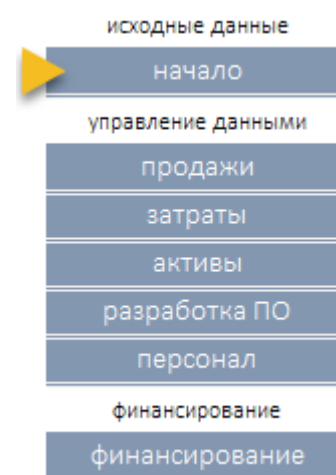 исходные данные
начало
управление данными
продажи
затраты
активы
разработка ПО
персонал
финансирование
финансирование